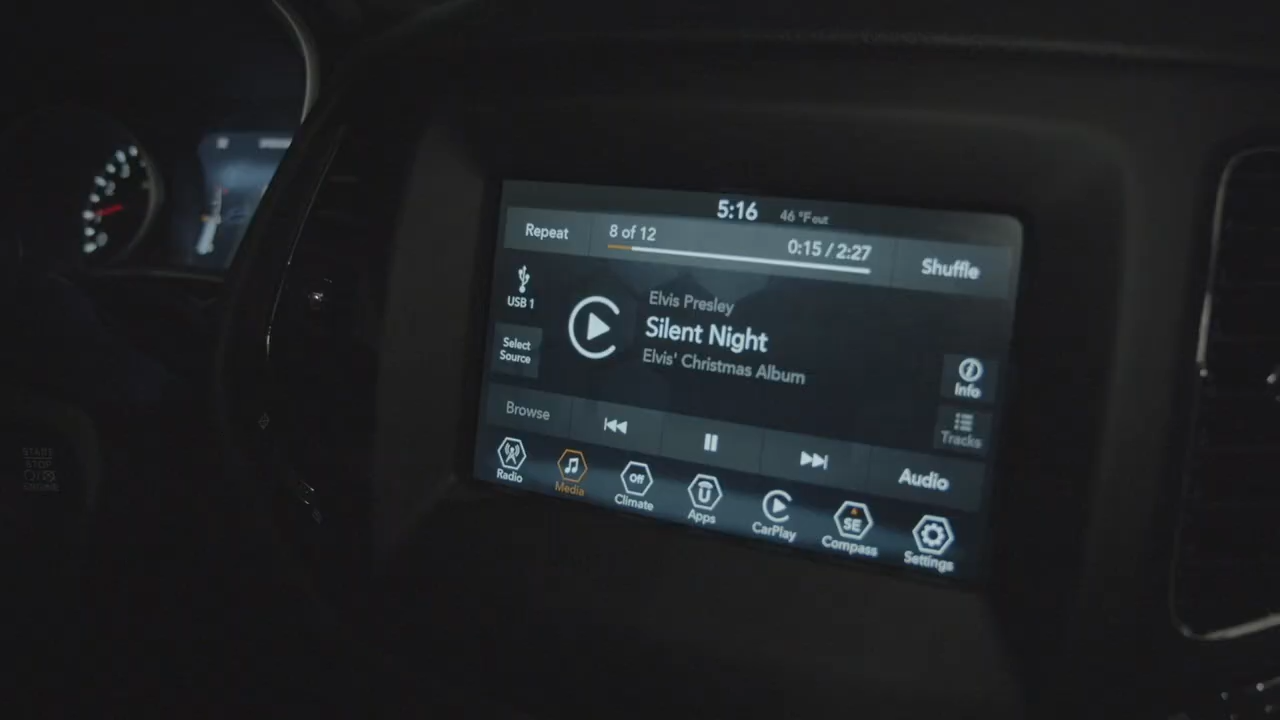 5:16 46 °F out
Repeat
8 of 12
0:15 / 2:27
Shuffle
USB 1
Elvis Presley
Silent Night
Elvis' Christmas Album
Select
Source
Info
Tracks
Browse
Audio
Radio
Media
Off
Climate
Apps
CarPlay
SE
Compass
Settings
START
STOP
ENGINE